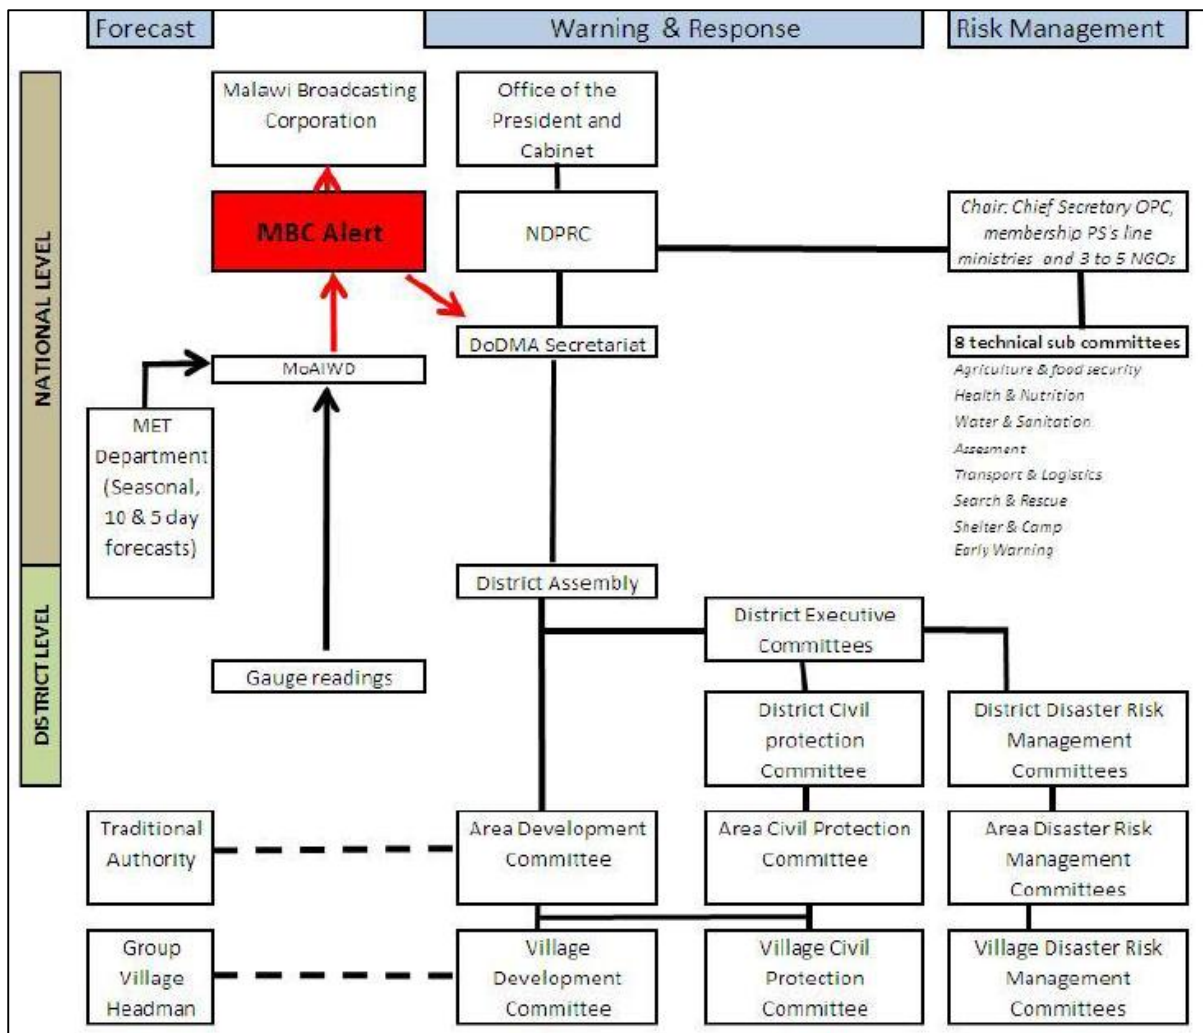 Forecast
Warning & Response
Risk Management
NATIONAL LEVEL
DISTRICT LEVEL
Malawi Broadcasting
Corporation
Office of the
President and
Cabinet
MBC Alert
NDPRC
Chair: Chief Secretary OPC,
membership PS's line
ministries and 3 to 5 NGOs
DoDMA Secretariat
8 technical sub committees
MoAIWD
Agriculture & food security
Health & Nutrition
Water & Sanitation
Assesment
Transport & Logistics
Search & Rescue
Shelter & Camp
Early Warning
MET
Department
(Seasonal,
10 & 5 day
forecasts)
District Assembly
District Executive
Committees
Gauge readings
District Civil
protection
Committee
District Disaster Risk
Management
Committees
Traditional
Authority
Area Development
Committee
Area Civil Protection
Committee
Area Disaster Risk
Management
Committees
Group
Village
Headman
Village
Development
Committee
Village Civil
Protection
Committee
Village Disaster Risk
Management
Committees